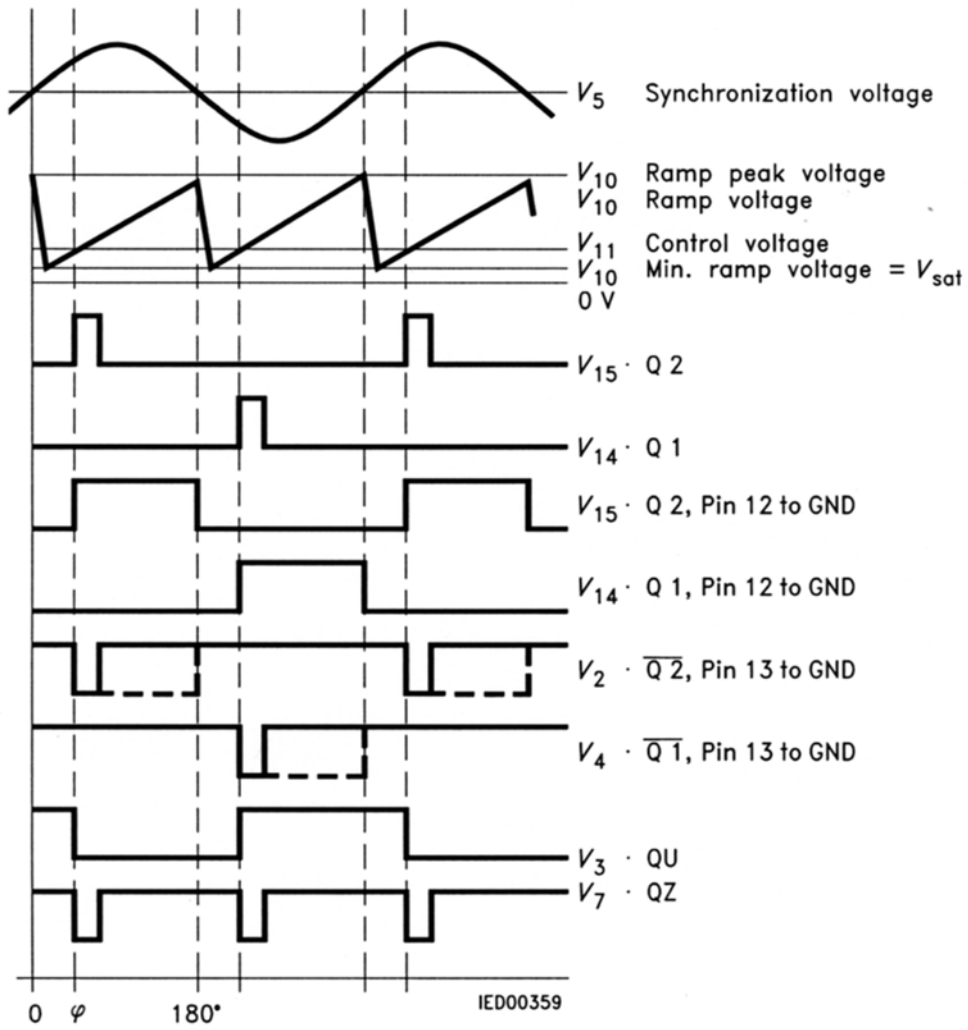 V5 Synchronization voltage
V10 Ramp peak voltage
V10 Ramp voltage
V11 Control voltage
V10 Min. ramp voltage = Vsat
0 V
V15 · Q 2
V14 · Q 1
V15 · Q 2, Pin 12 to GND
V14 · Q 1, Pin 12 to GND
V2 · Q̅ ̅2̅, Pin 13 to GND
V4 · Q̅ ̅1̅, Pin 13 to GND
V3 · QU
V7 · QZ
IED00359
0 φ 180°